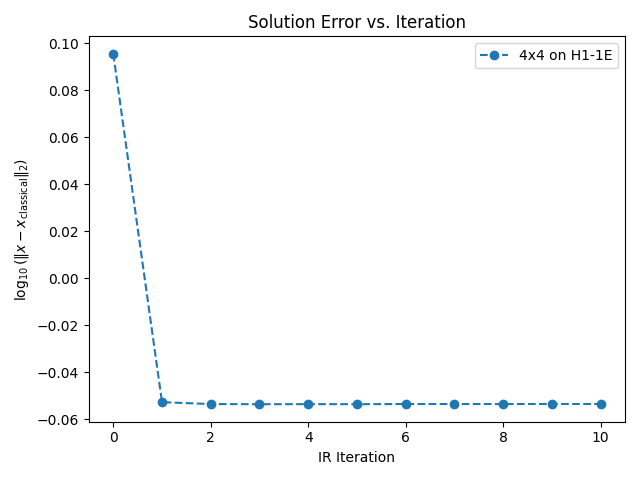 Solution Error vs. Iteration
4x4 on H1-1E
log₁₀(‖x − x_classical‖₂)
0.10
0.08
0.06
0.04
0.02
0.00
−0.02
−0.04
−0.06
0 2 4 6 8 10
IR Iteration